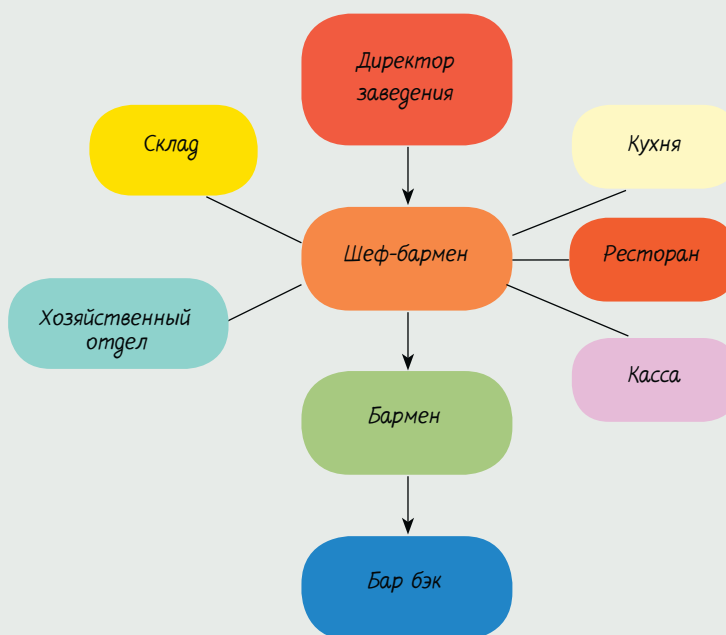 Директор
заведения
Склад
Кухня
Шеф-бармен
Ресторан
Хозяйственный
отдел
Касса
Бармен
Бар бэк